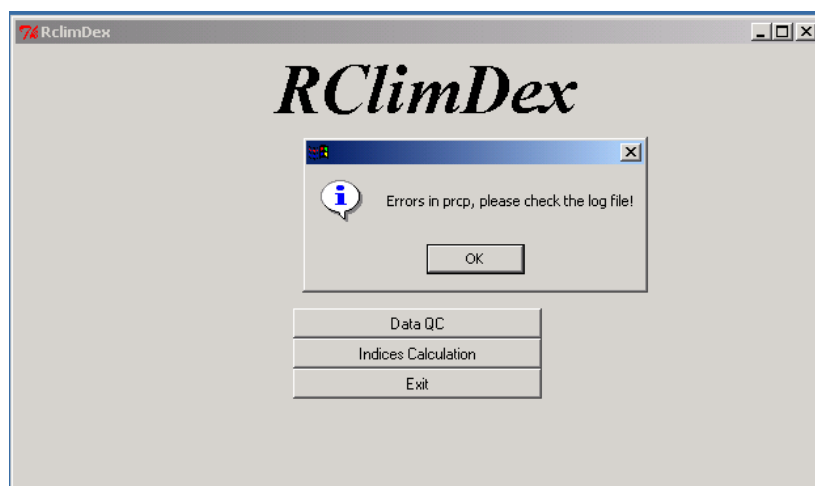 RclimDex
RClimDex
Errors in prcp, please check the log file!
OK
Data QC
Indices Calculation
Exit